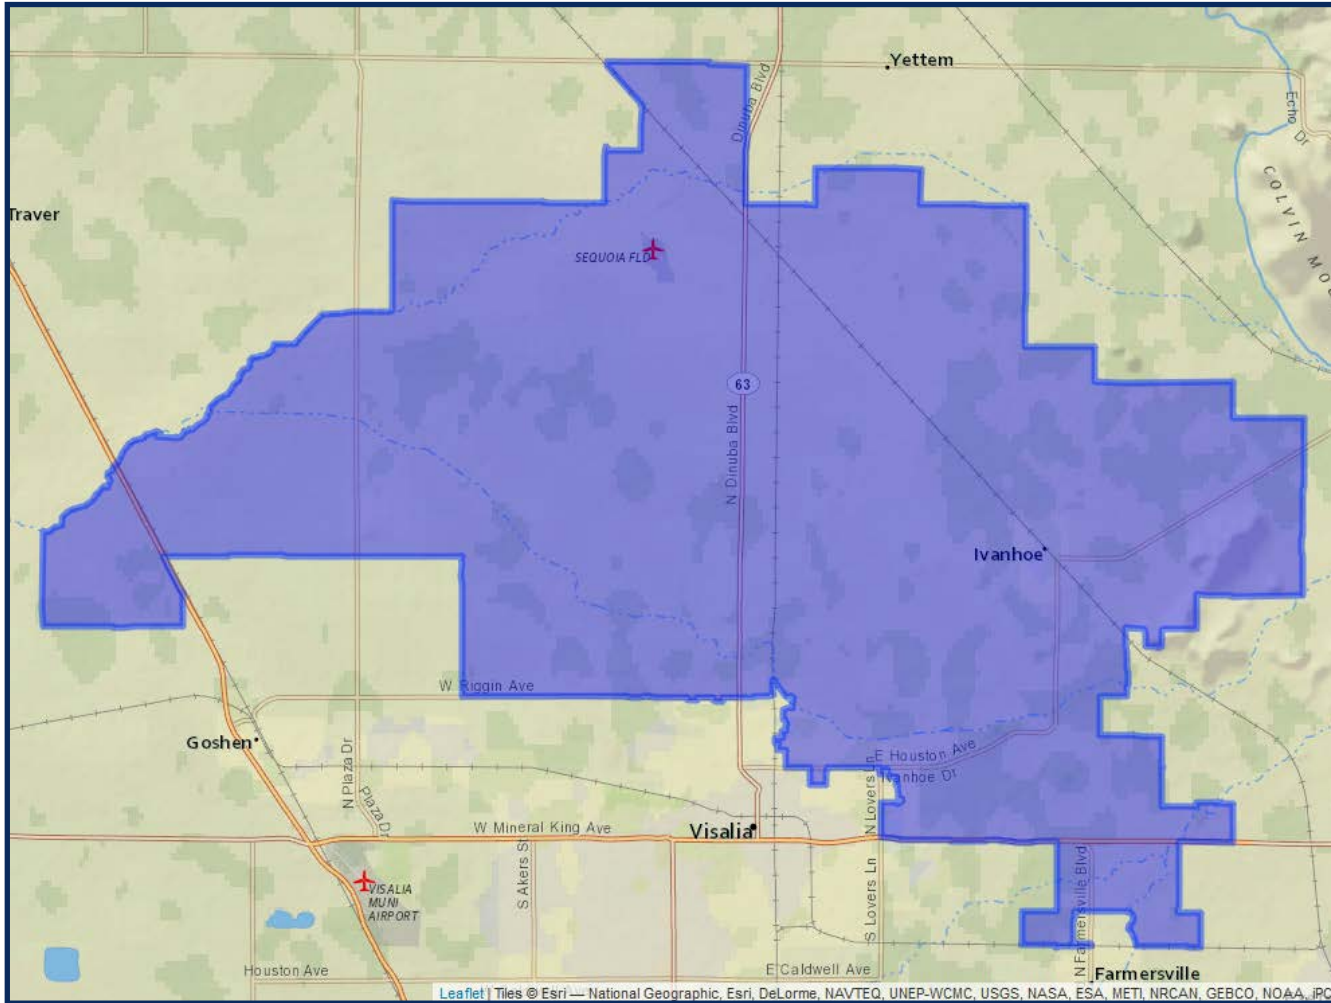 Yettem
Dinuba Blvd
Echo Dr
COLVIN MO
Traver
SEQUOIA FLD
63
N Dinuba Blvd
Ivanhoe
W Riggin Ave
Goshen
E Houston Ave
Ivanhoe Dr
N Plaza Dr
Plaza Dr
N Lovers Ln
W Mineral King Ave
Visalia
S Akers St
S Lovers Ln
N Farmersville Blvd
VISALIA
MUNI
AIRPORT
Houston Ave
E Caldwell Ave
Farmersville
Leaflet | Tiles © Esri — National Geographic, Esri, DeLorme, NAVTEQ, UNEP-WCMC, USGS, NASA, ESA, METI, NRCAN, GEBCO, NOAA, iPC